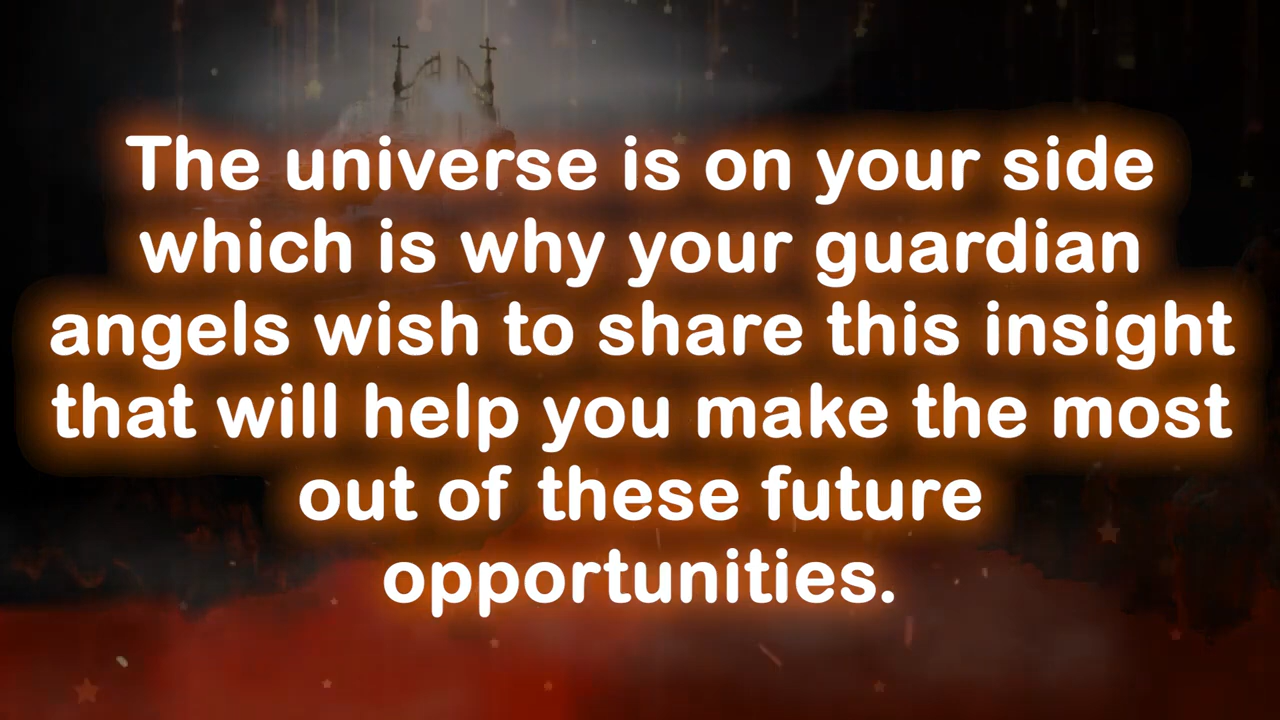 The universe is on your side
which is why your guardian
angels wish to share this insight
that will help you make the most
out of these future
opportunities.